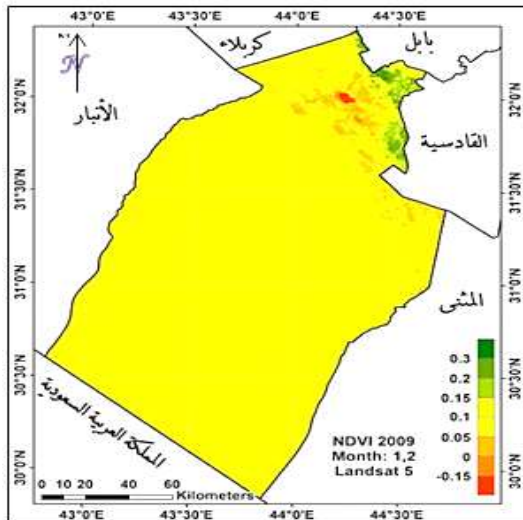 43°0'E 43°30'E 44°0'E 44°30'E
كربلاء
بابل
N
الأنبار
32°0'N 32°0'N
القادسية
31°30'N 31°30'N
المثنى
31°0'N 31°0'N
0.3
0.2
0.15
0.1
0.05
0
-0.15
30°30'N 30°30'N
المملكة العربية السعودية
NDVI 2009
Month: 1,2
Landsat 5
30°0'N 30°0'N
0 10 20 40 60
Kilometers
43°0'E 43°30'E 44°0'E 44°30'E